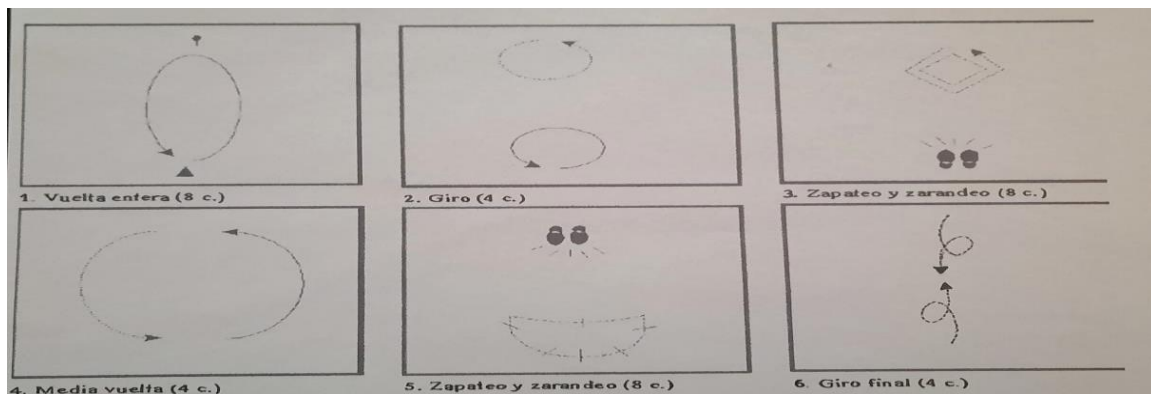 1. Vuelta entera (8 c.)
2. Giro (4 c.)
3. Zapateo y zarandeo (8 c.)
4. Media vuelta (4 c.)
5. Zapateo y zarandeo (8 c.)
6. Giro final (4 c.)